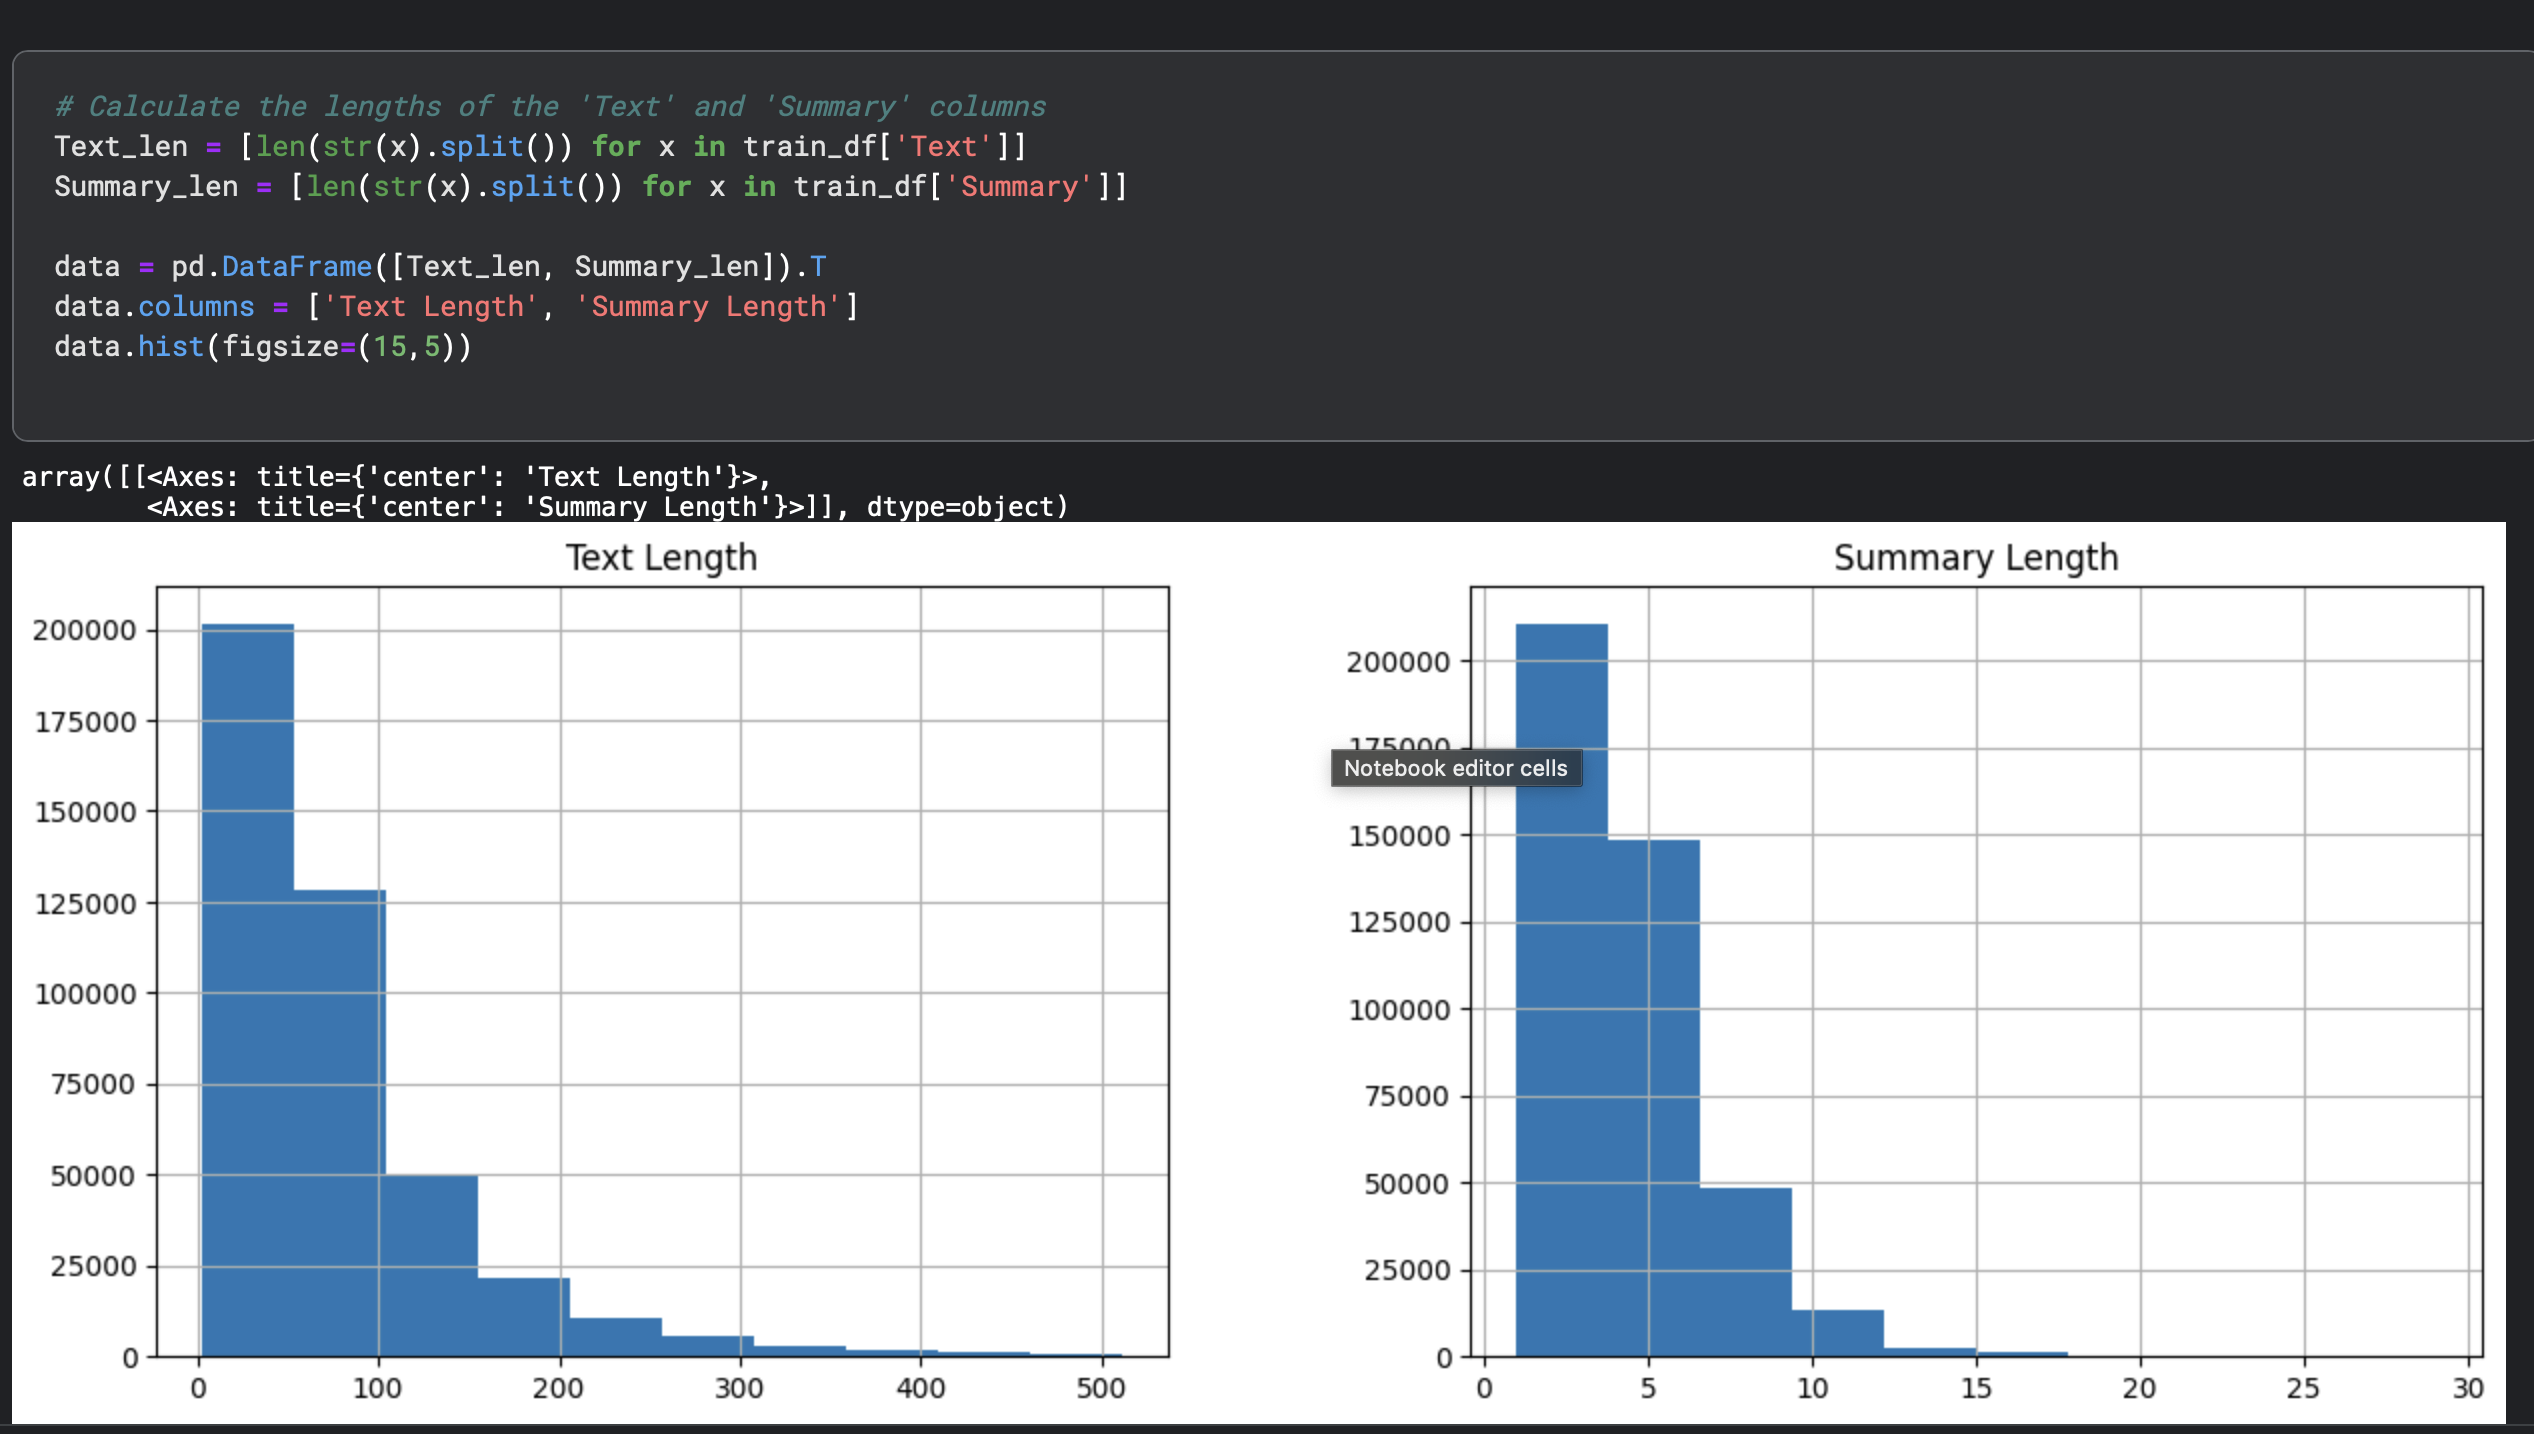 # Calculate the lengths of the 'Text' and 'Summary' columns
Text_len = [len(str(x).split()) for x in train_df['Text']]
Summary_len = [len(str(x).split()) for x in train_df['Summary']]
data = pd.DataFrame([Text_len, Summary_len]).T
data.columns = ['Text Length', 'Summary Length']
data.hist(figsize=(15,5))
array([[<Axes: title={'center': 'Text Length'}>,
<Axes: title={'center': 'Summary Length'}>]], dtype=object)
Text Length
200000
175000
150000
125000
100000
75000
50000
25000
0
0 100 200 300 400 500
Summary Length
200000
175000
Notebook editor cells
150000
125000
100000
75000
50000
25000
0
0 5 10 15 20 25 30